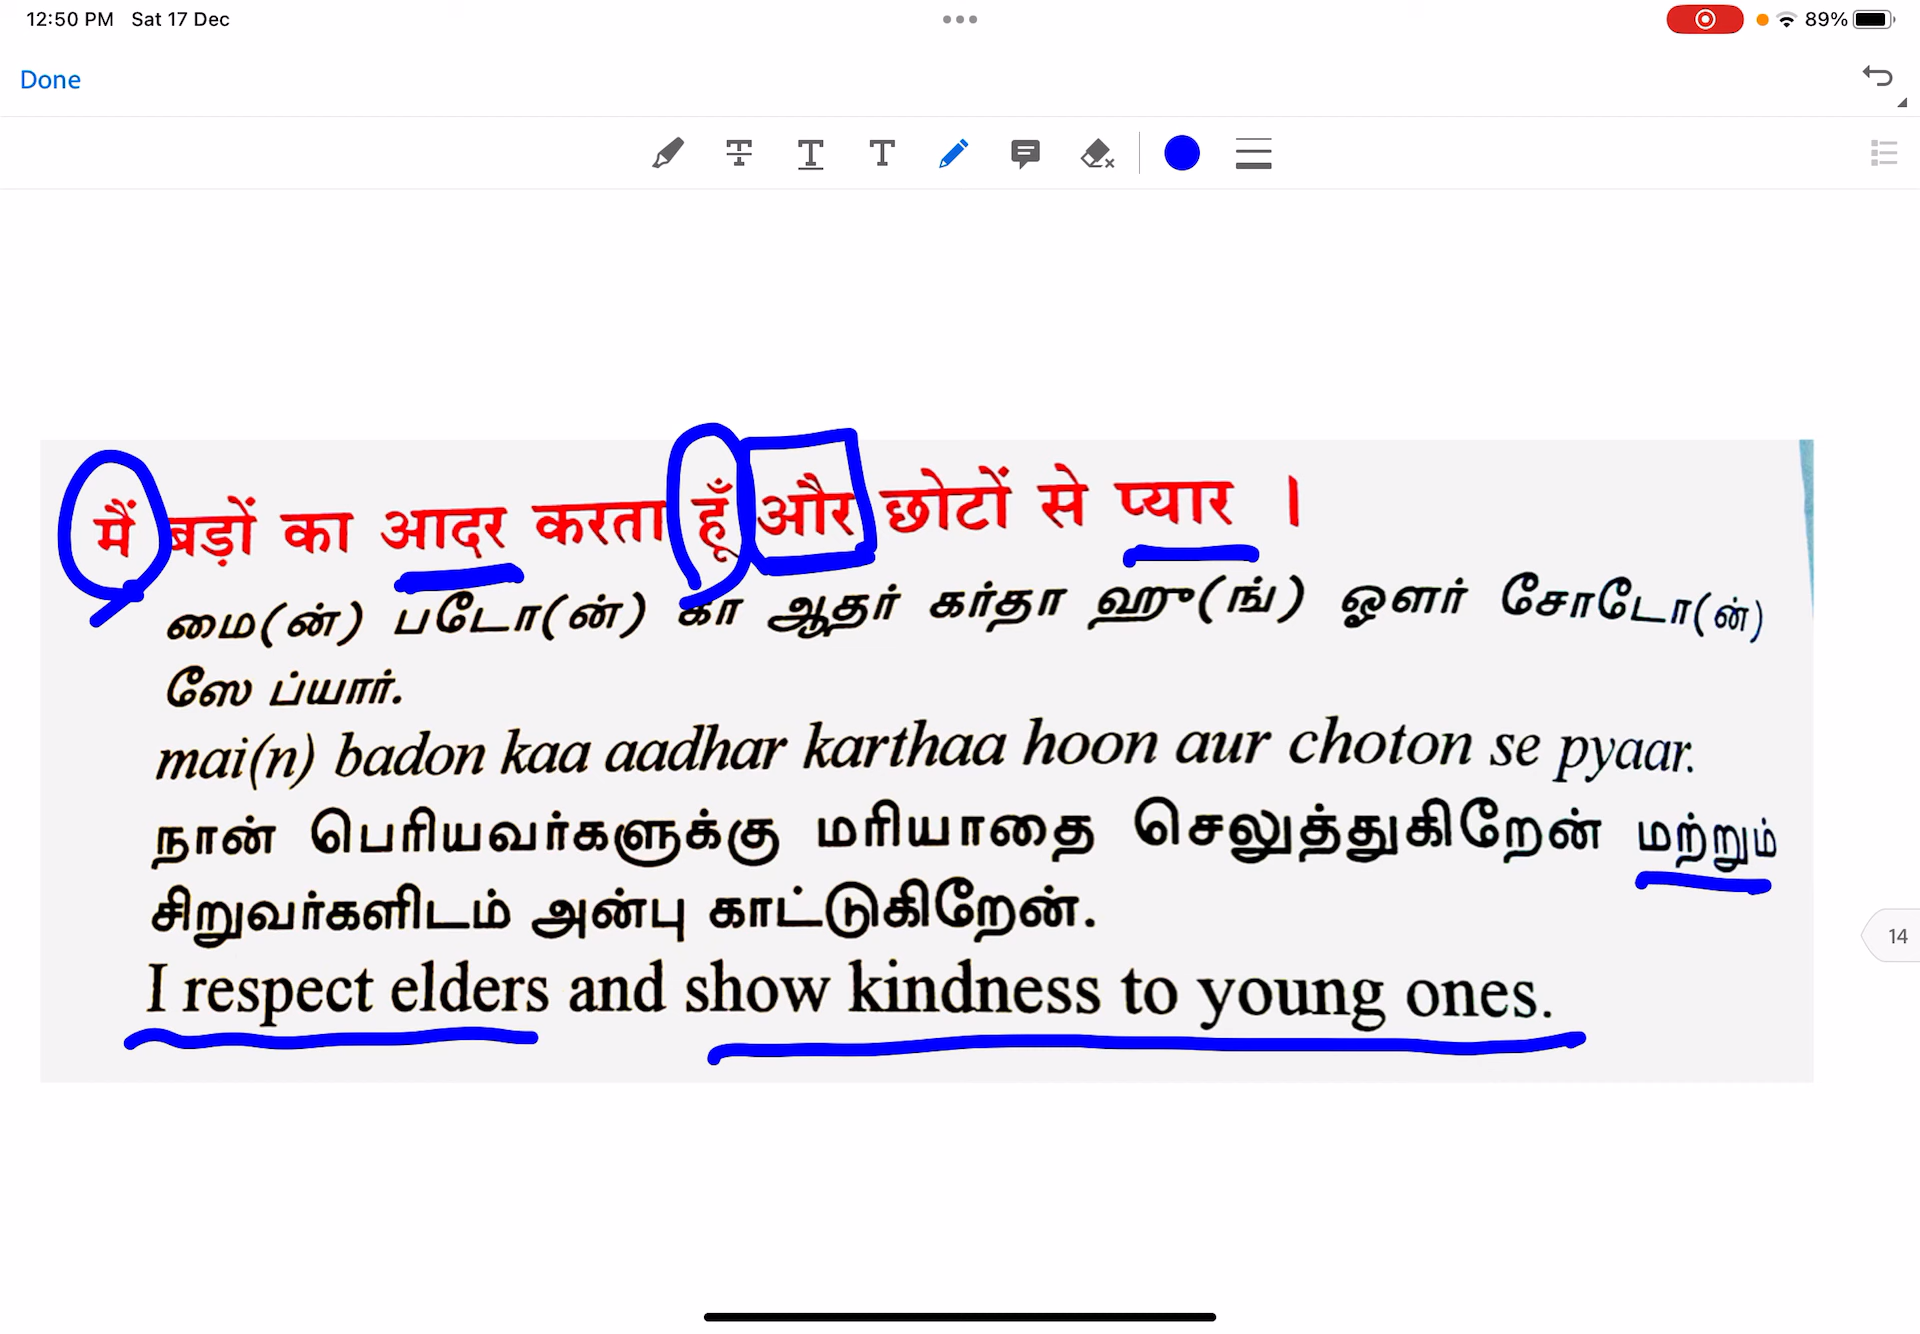 12:50 PM Sat 17 Dec
89%
Done
मैं बड़ों का आदर करता हूँ और छोटों से प्यार ।
மை(ன்) படோ(ன்) கா ஆதர் கர்தா ஹு(ங்) ஔர் சோடோ(ன்)
ஸே ப்யார்.
mai(n) badon kaa aadhar karthaa hoon aur choton se pyaar.
நான் பெரியவர்களுக்கு மரியாதை செலுத்துகிறேன் மற்றும்
சிறுவர்களிடம் அன்பு காட்டுகிறேன்.
14
I respect elders and show kindness to young ones.